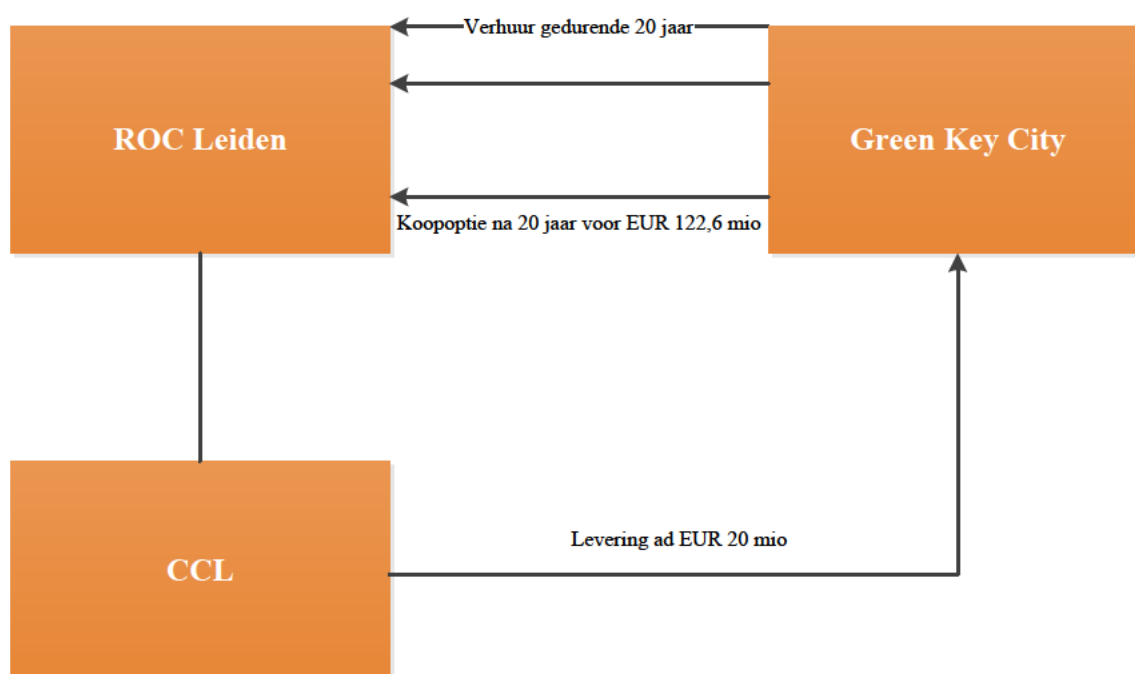 Verhuur gedurende 20 jaar
ROC Leiden
Green Key City
Koopoptie na 20 jaar voor EUR 122,6 mio
Levering ad EUR 20 mio
CCL